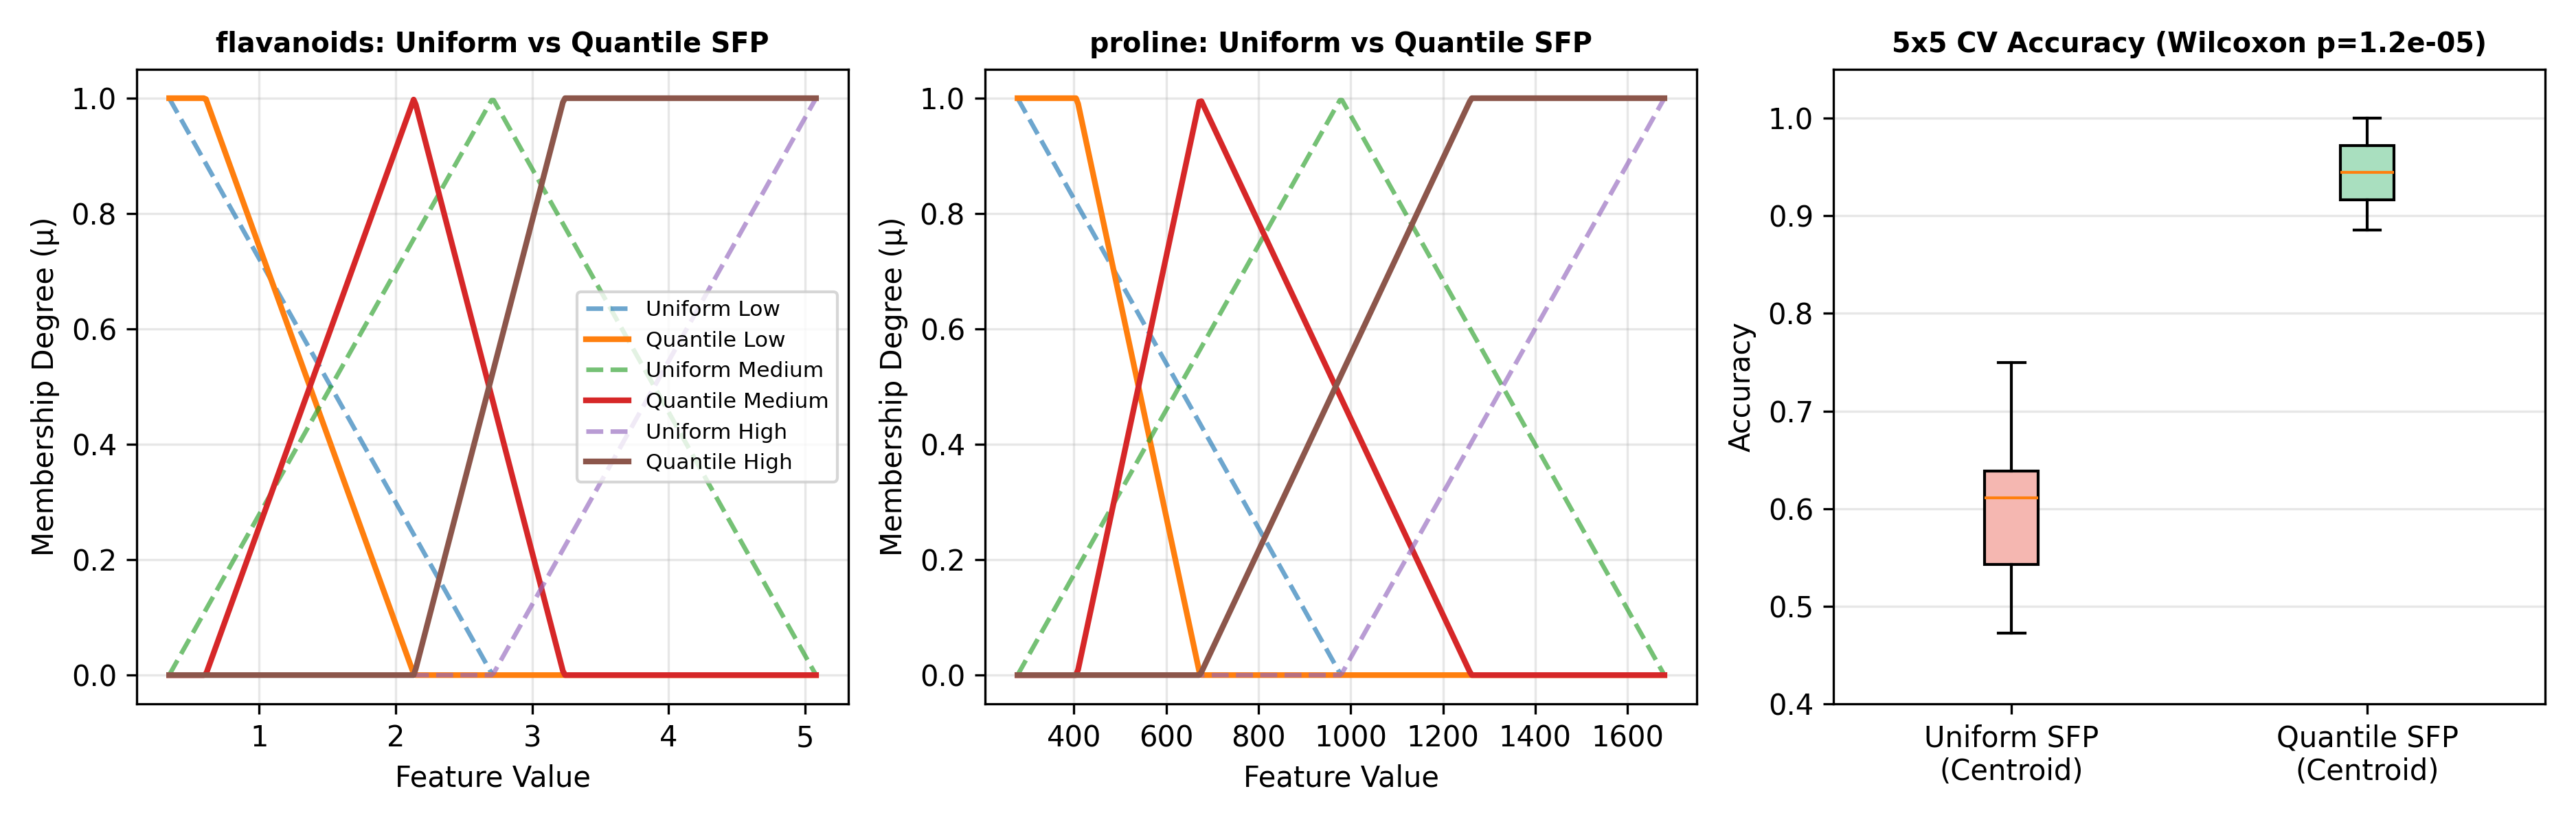 flavanoids: Uniform vs Quantile SFP
Membership Degree (μ)
1.0
0.8
0.6
0.4
0.2
0.0
Uniform Low
Quantile Low
Uniform Medium
Quantile Medium
Uniform High
Quantile High
1 2 3 4 5
Feature Value
proline: Uniform vs Quantile SFP
Membership Degree (μ)
1.0
0.8
0.6
0.4
0.2
0.0
400 600 800 1000 1200 1400 1600
Feature Value
5x5 CV Accuracy (Wilcoxon p=1.2e-05)
Accuracy
1.0
0.9
0.8
0.7
0.6
0.5
0.4
Uniform SFP
(Centroid)
Quantile SFP
(Centroid)